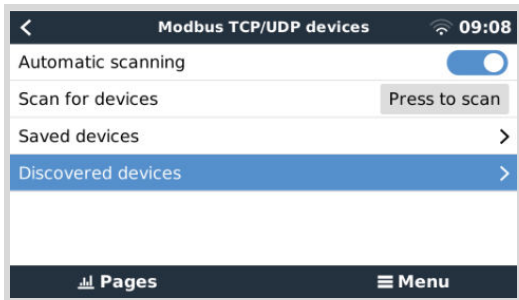 Modbus TCP/UDP devices 09:08
Automatic scanning
Scan for devices Press to scan
Saved devices
Discovered devices
Pages Menu